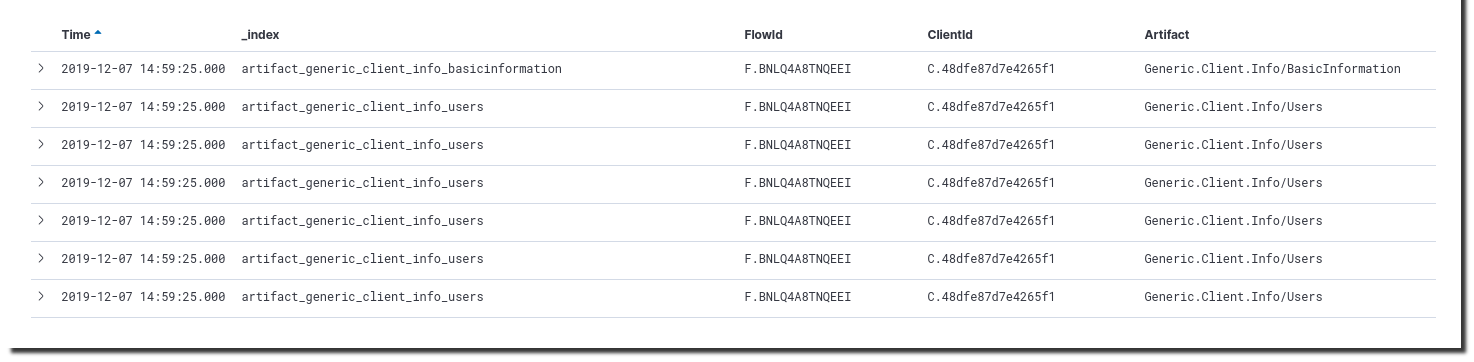 Time _index FlowId ClientId Artifact
2019-12-07 14:59:25.000 artifact_generic_client_info_basicinformation F.BNLQ4A8TNQEEI C.48dfe87d7e4265f1 Generic.Client.Info/BasicInformation
2019-12-07 14:59:25.000 artifact_generic_client_info_users F.BNLQ4A8TNQEEI C.48dfe87d7e4265f1 Generic.Client.Info/Users
2019-12-07 14:59:25.000 artifact_generic_client_info_users F.BNLQ4A8TNQEEI C.48dfe87d7e4265f1 Generic.Client.Info/Users
2019-12-07 14:59:25.000 artifact_generic_client_info_users F.BNLQ4A8TNQEEI C.48dfe87d7e4265f1 Generic.Client.Info/Users
2019-12-07 14:59:25.000 artifact_generic_client_info_users F.BNLQ4A8TNQEEI C.48dfe87d7e4265f1 Generic.Client.Info/Users
2019-12-07 14:59:25.000 artifact_generic_client_info_users F.BNLQ4A8TNQEEI C.48dfe87d7e4265f1 Generic.Client.Info/Users
2019-12-07 14:59:25.000 artifact_generic_client_info_users F.BNLQ4A8TNQEEI C.48dfe87d7e4265f1 Generic.Client.Info/Users